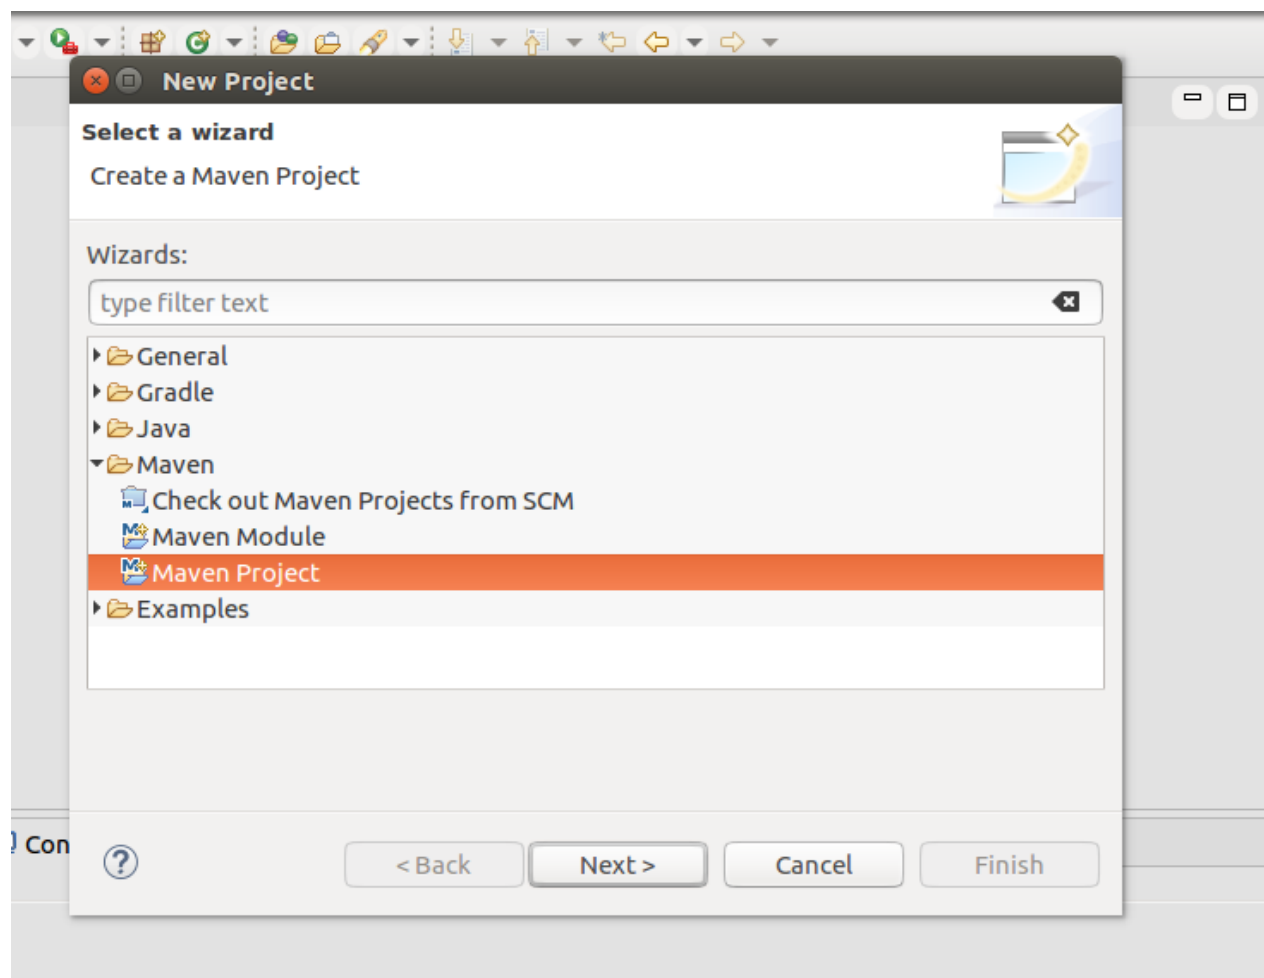 New Project
Select a wizard
Create a Maven Project
Wizards:
type filter text
General
Gradle
Java
Maven
Check out Maven Projects from SCM
Maven Module
Maven Project
Examples
Con
< Back
Next >
Cancel
Finish